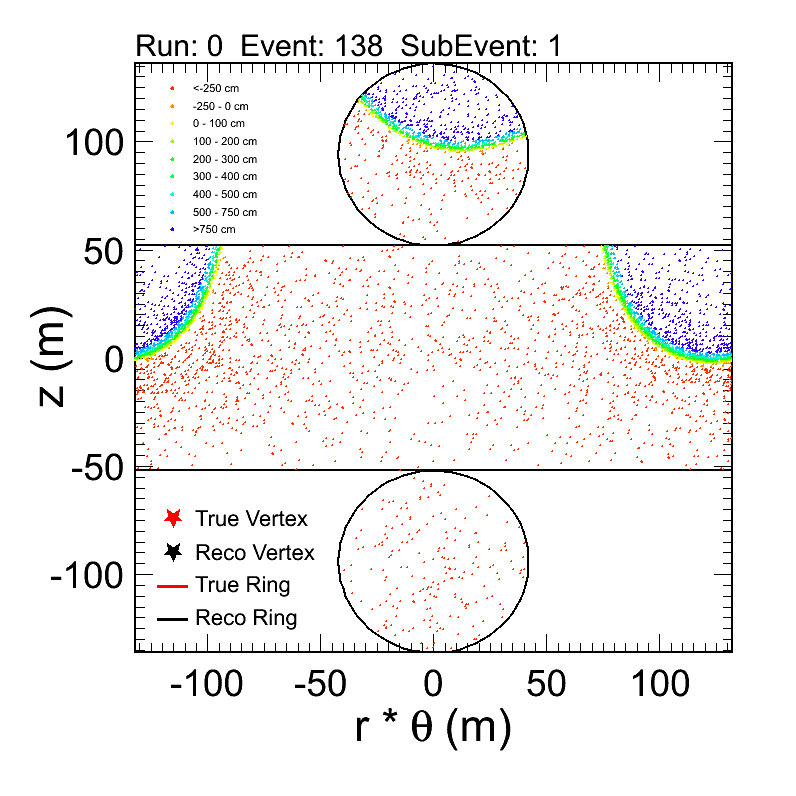 Run: 0  Event: 138  SubEvent: 1
<-250 cm
-250 - 0 cm
0 - 100 cm
100 - 200 cm
200 - 300 cm
300 - 400 cm
400 - 500 cm
500 - 750 cm
>750 cm
100
50
0
-50
-100
z (m)
True Vertex
Reco Vertex
True Ring
Reco Ring
-100 -50 0 50 100
r * θ (m)